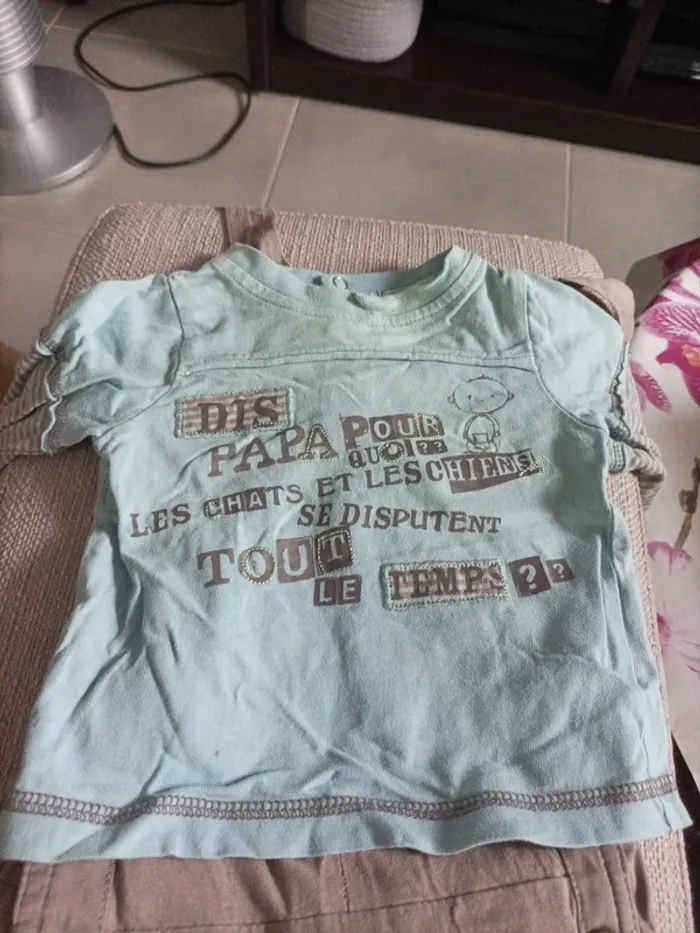 DIS
PAPA POURQUOI??
LES CHATS ET LES CHIENS
SE DISPUTENT
TOUT
LE TEMPS??